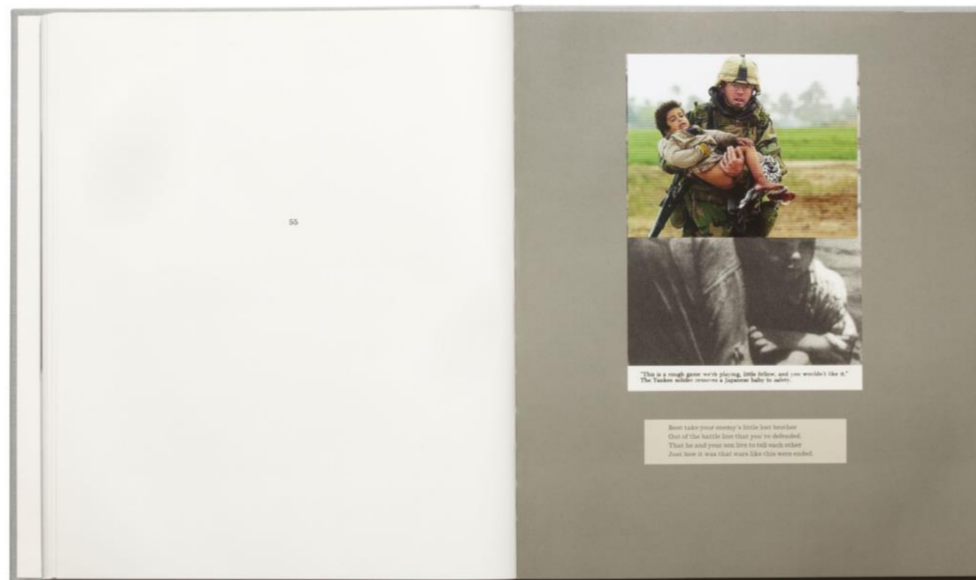 55
"This is a rough game we're playing, little fellow, and you wouldn't like it."
The Yankee soldier removes a Japanese baby to safety.
Best take your enemy's little lost brother
Out of the battle line that you've defended,
That he and your son live to tell each other
Just how it was that wars like this were ended.